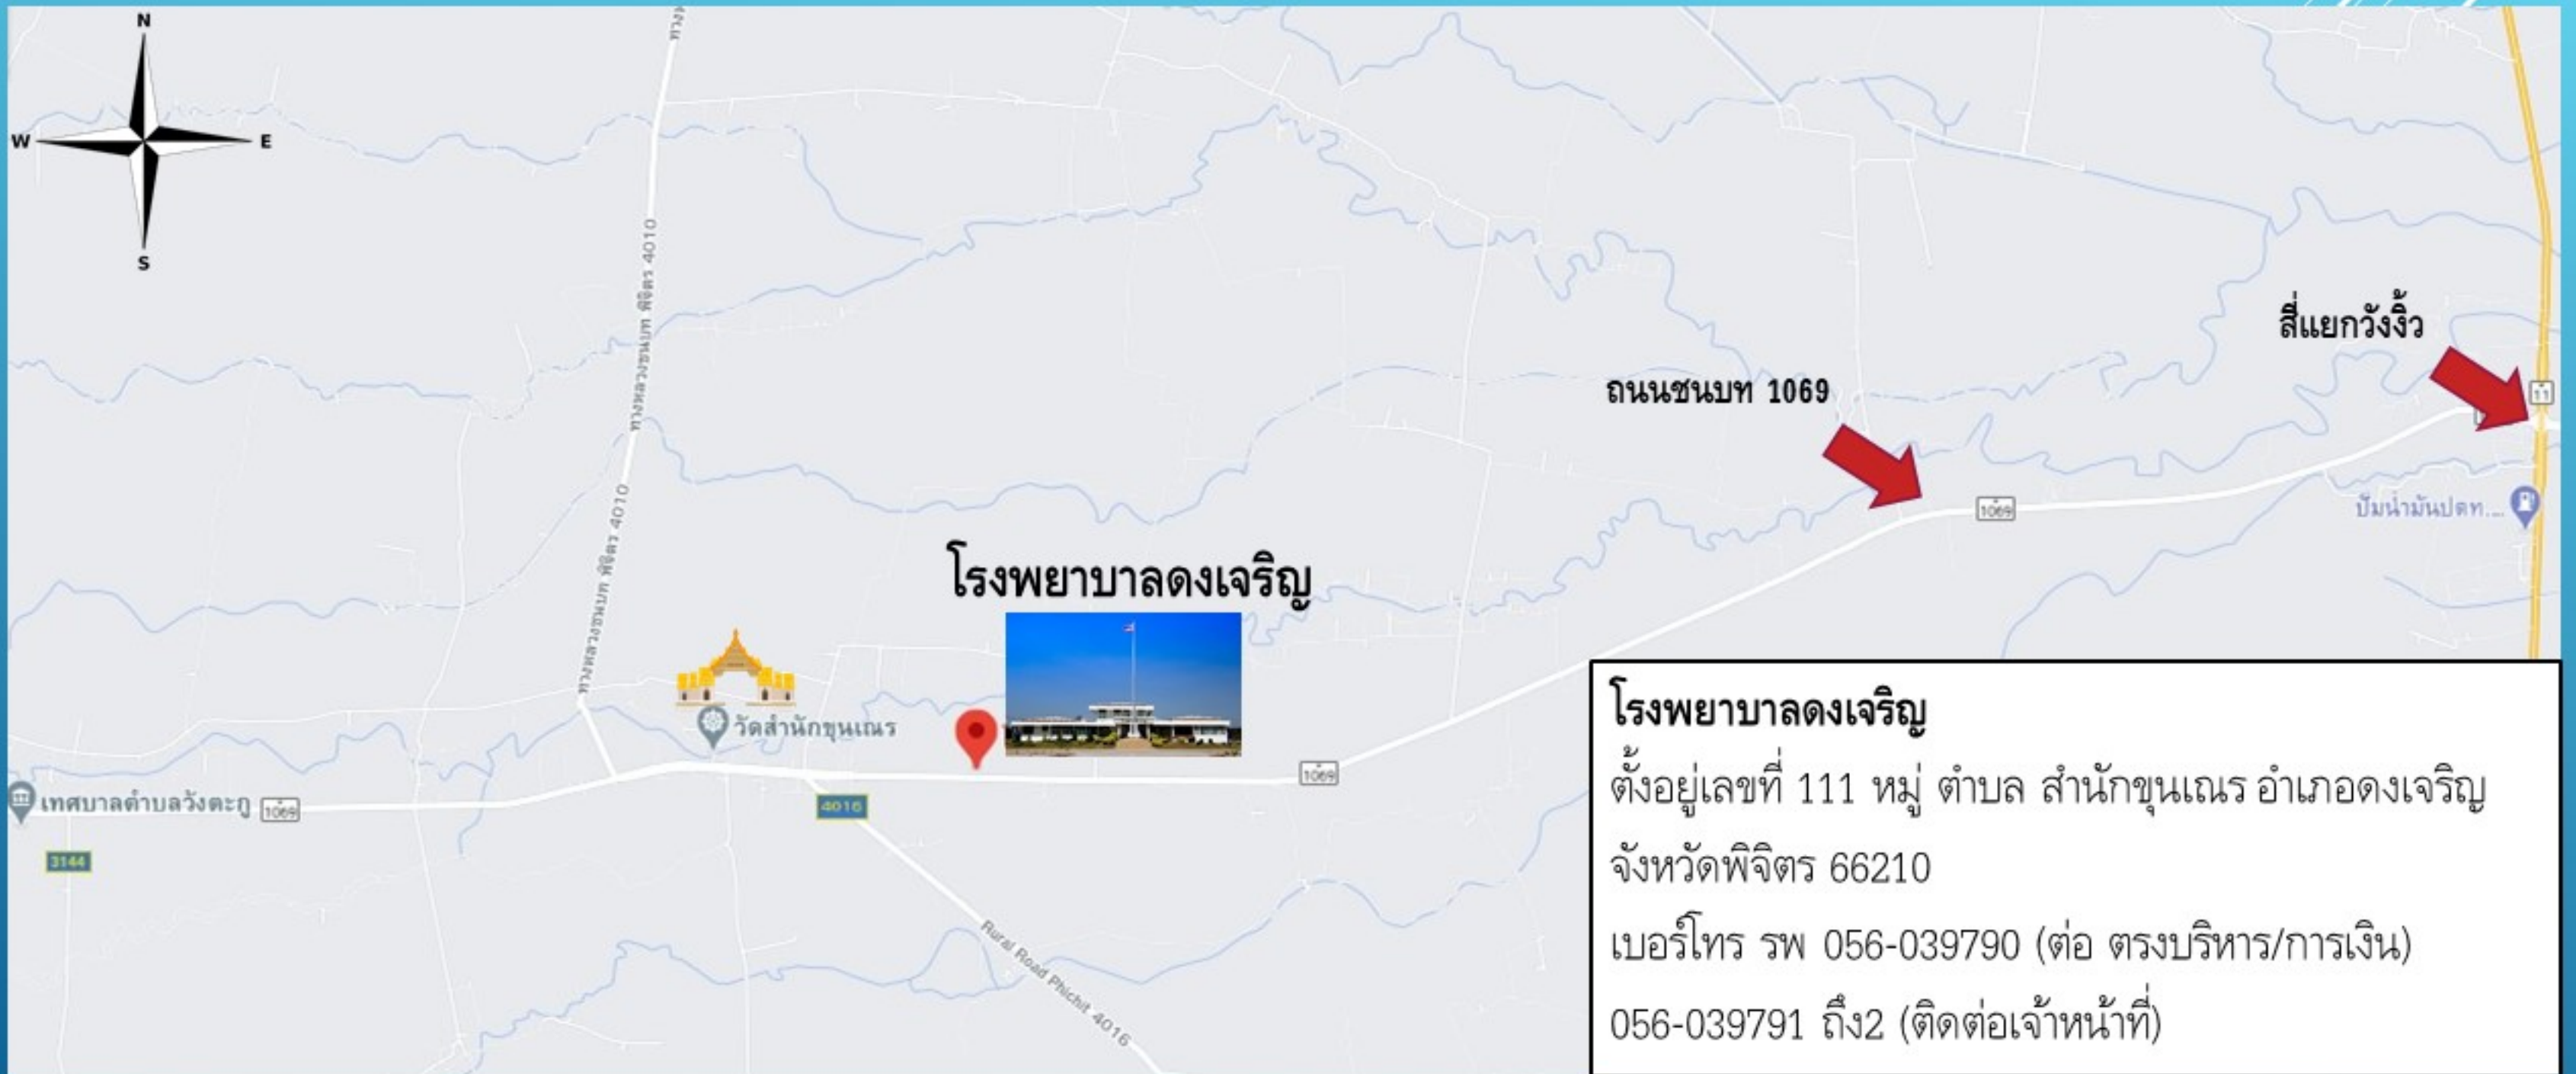 N
W
E
S
ทางหลวงชนบท พิจิตร 4010
ทางหลวงชนบท พิจิตร 4010
สี่แยกวังงิ้ว
11
ถนนชนบท 1069
1069
ปั๊มน้ำมันปตท....
โรงพยาบาลดงเจริญ
วัดสำนักขุนเณร
1069
เทศบาลตำบลวังตะกู
1069
4016
3144
Rural Road Phichit 4016
โรงพยาบาลดงเจริญ
ตั้งอยู่เลขที่ 111 หมู่ ตำบล สำนักขุนเณร อำเภอดงเจริญ
จังหวัดพิจิตร 66210
เบอร์โทร รพ 056-039790 (ต่อ ตรงบริหาร/การเงิน)
056-039791 ถึง2 (ติดต่อเจ้าหน้าที่)